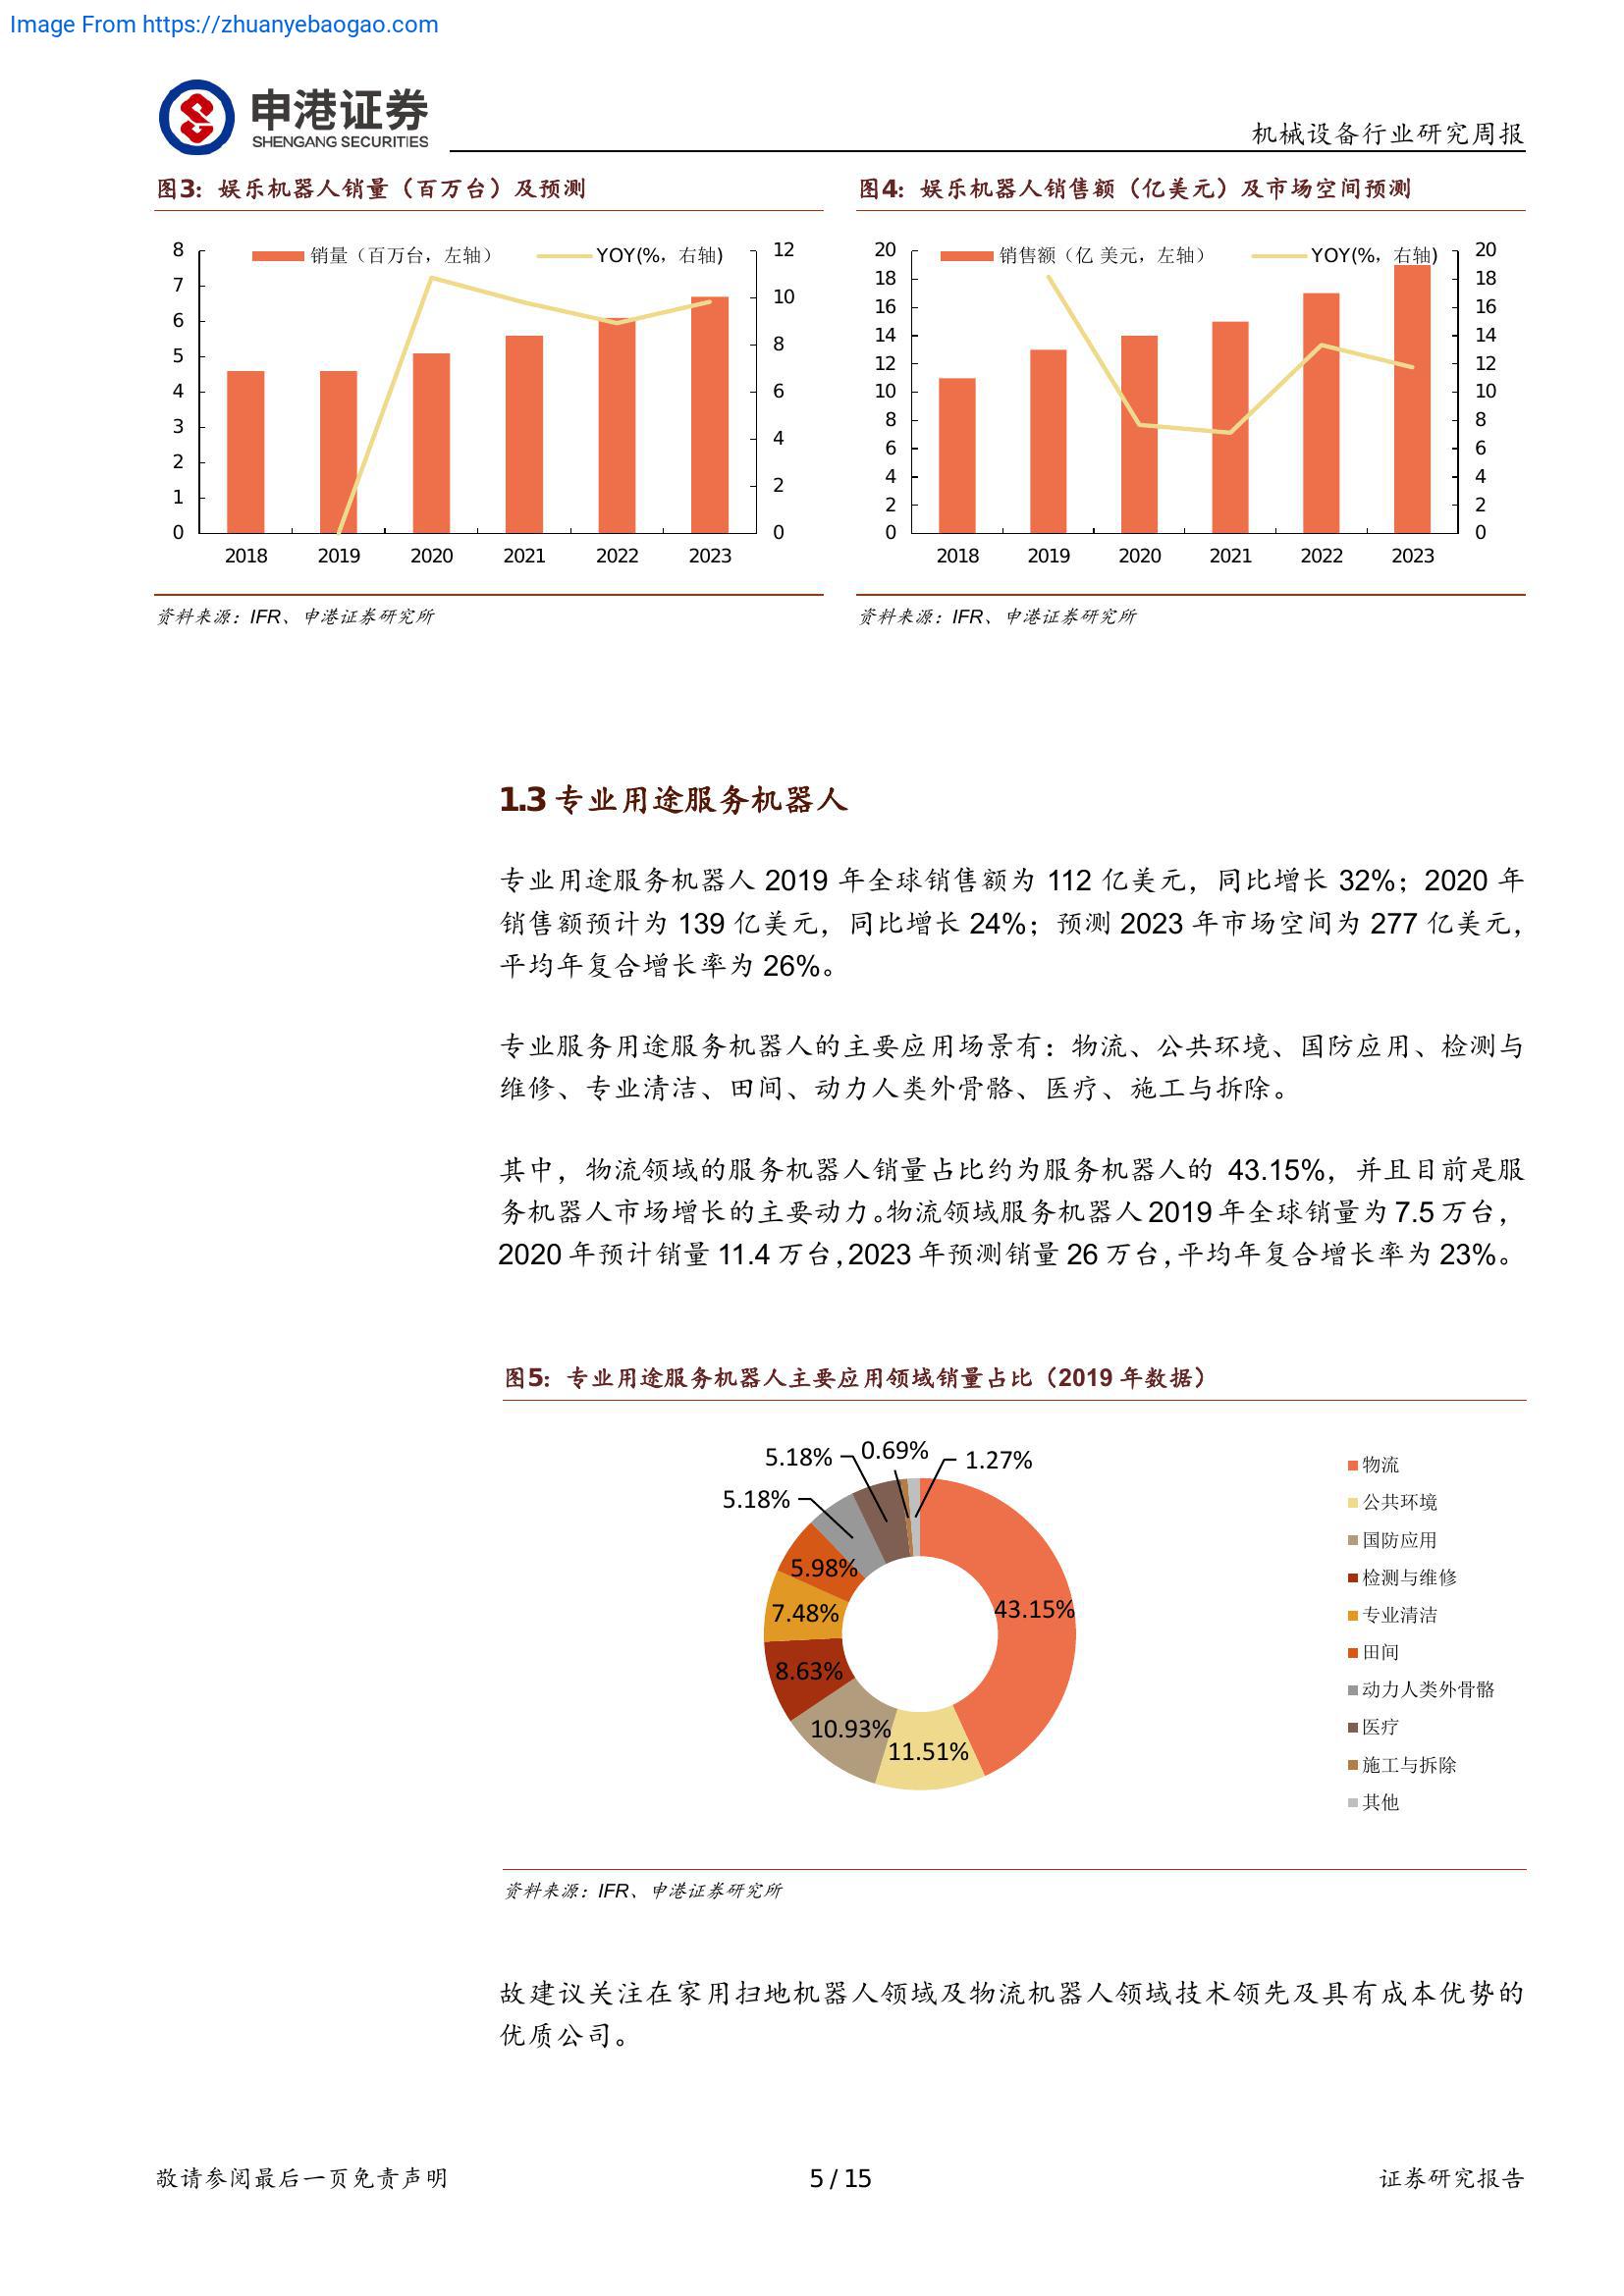 Image From https://zhuanyebaogao.com
申港证券
SHENGANG SECURITIES
机械设备行业研究周报
图3：娱乐机器人销量（百万台）及预测
销量（百万台，左轴）
YOY(%，右轴)
8
7
6
5
4
3
2
1
0
12
10
8
6
4
2
0
2018 2019 2020 2021 2022 2023
资料来源：IFR、申港证券研究所
图4：娱乐机器人销售额（亿美元）及市场空间预测
销售额（亿 美元，左轴）
YOY(%，右轴)
20
18
16
14
12
10
8
6
4
2
0
20
18
16
14
12
10
8
6
4
2
0
2018 2019 2020 2021 2022 2023
资料来源：IFR、申港证券研究所
1.3 专业用途服务机器人
专业用途服务机器人 2019 年全球销售额为 112 亿美元，同比增长 32%；2020 年
销售额预计为 139 亿美元，同比增长 24%；预测 2023 年市场空间为 277 亿美元，
平均年复合增长率为 26%。
专业服务用途服务机器人的主要应用场景有：物流、公共环境、国防应用、检测与
维修、专业清洁、田间、动力人类外骨骼、医疗、施工与拆除。
其中，物流领域的服务机器人销量占比约为服务机器人的 43.15%，并且目前是服
务机器人市场增长的主要动力。物流领域服务机器人 2019 年全球销量为 7.5 万台，
2020 年预计销量 11.4 万台，2023 年预测销量 26 万台，平均年复合增长率为 23%。
图5：专业用途服务机器人主要应用领域销量占比（2019 年数据）
5.18%
0.69%
1.27%
5.18%
5.98%
7.48%
43.15%
8.63%
10.93%
11.51%
物流
公共环境
国防应用
检测与维修
专业清洁
田间
动力人类外骨骼
医疗
施工与拆除
其他
资料来源：IFR、申港证券研究所
故建议关注在家用扫地机器人领域及物流机器人领域技术领先及具有成本优势的
优质公司。
敬请参阅最后一页免责声明
5 / 15
证券研究报告